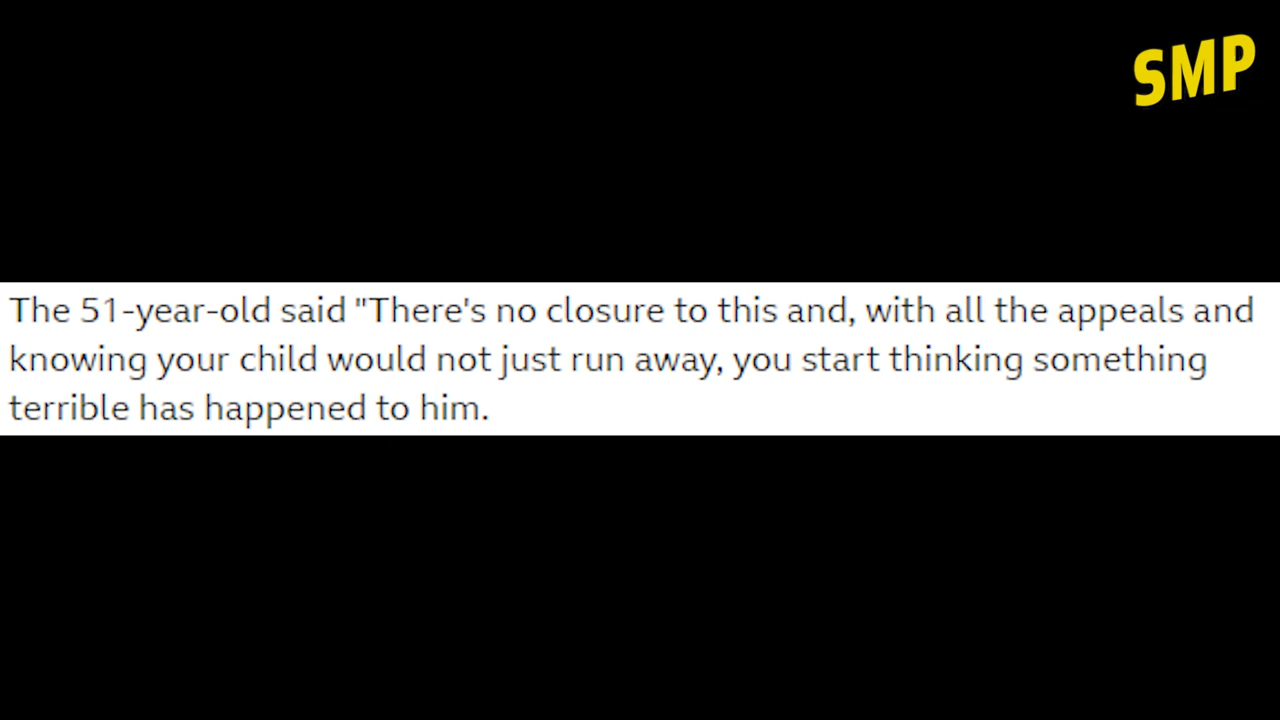 SMP
The 51-year-old said "There's no closure to this and, with all the appeals and
knowing your child would not just run away, you start thinking something
terrible has happened to him.